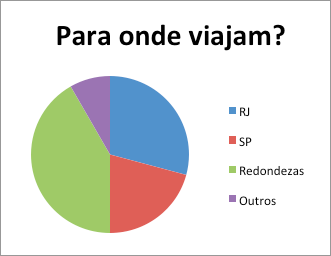 Para onde viajam?
RJ
SP
Redondezas
Outros